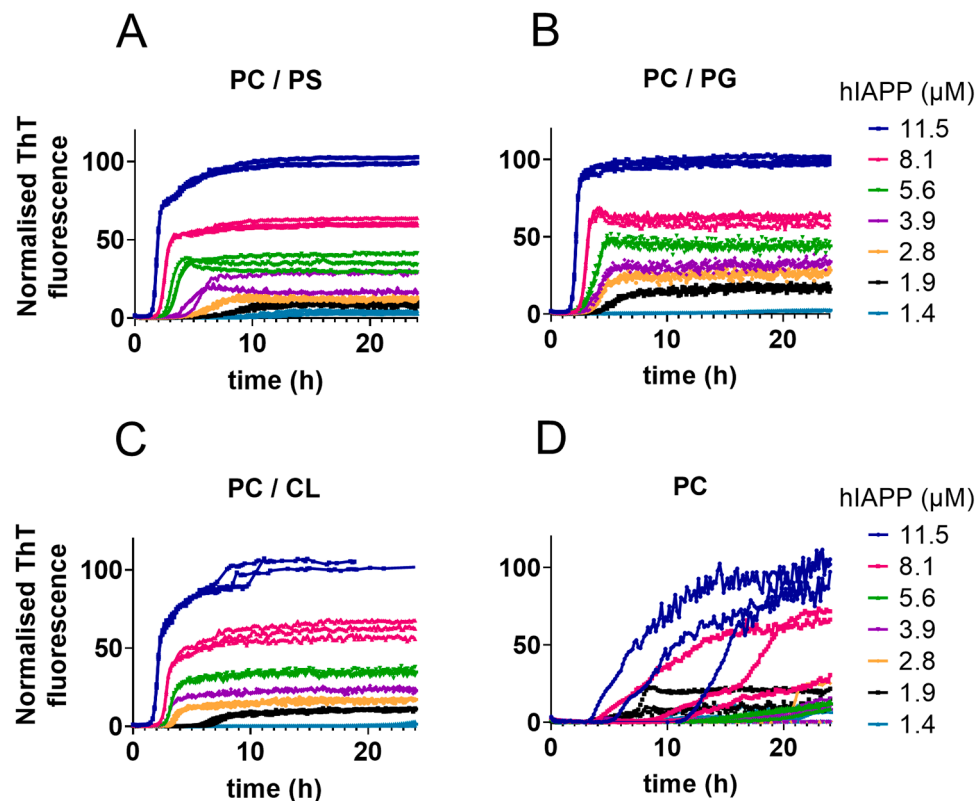 A
PC / PS
Normalised ThT
fluorescence
100
50
0
0 10 20
time (h)
B
PC / PG
100
50
0
0 10 20
time (h)
hIAPP (µM)
11.5
8.1
5.6
3.9
2.8
1.9
1.4
C
PC / CL
Normalised ThT
fluorescence
100
50
0
0 10 20
time (h)
D
PC
100
50
0
0 10 20
time (h)
hIAPP (µM)
11.5
8.1
5.6
3.9
2.8
1.9
1.4